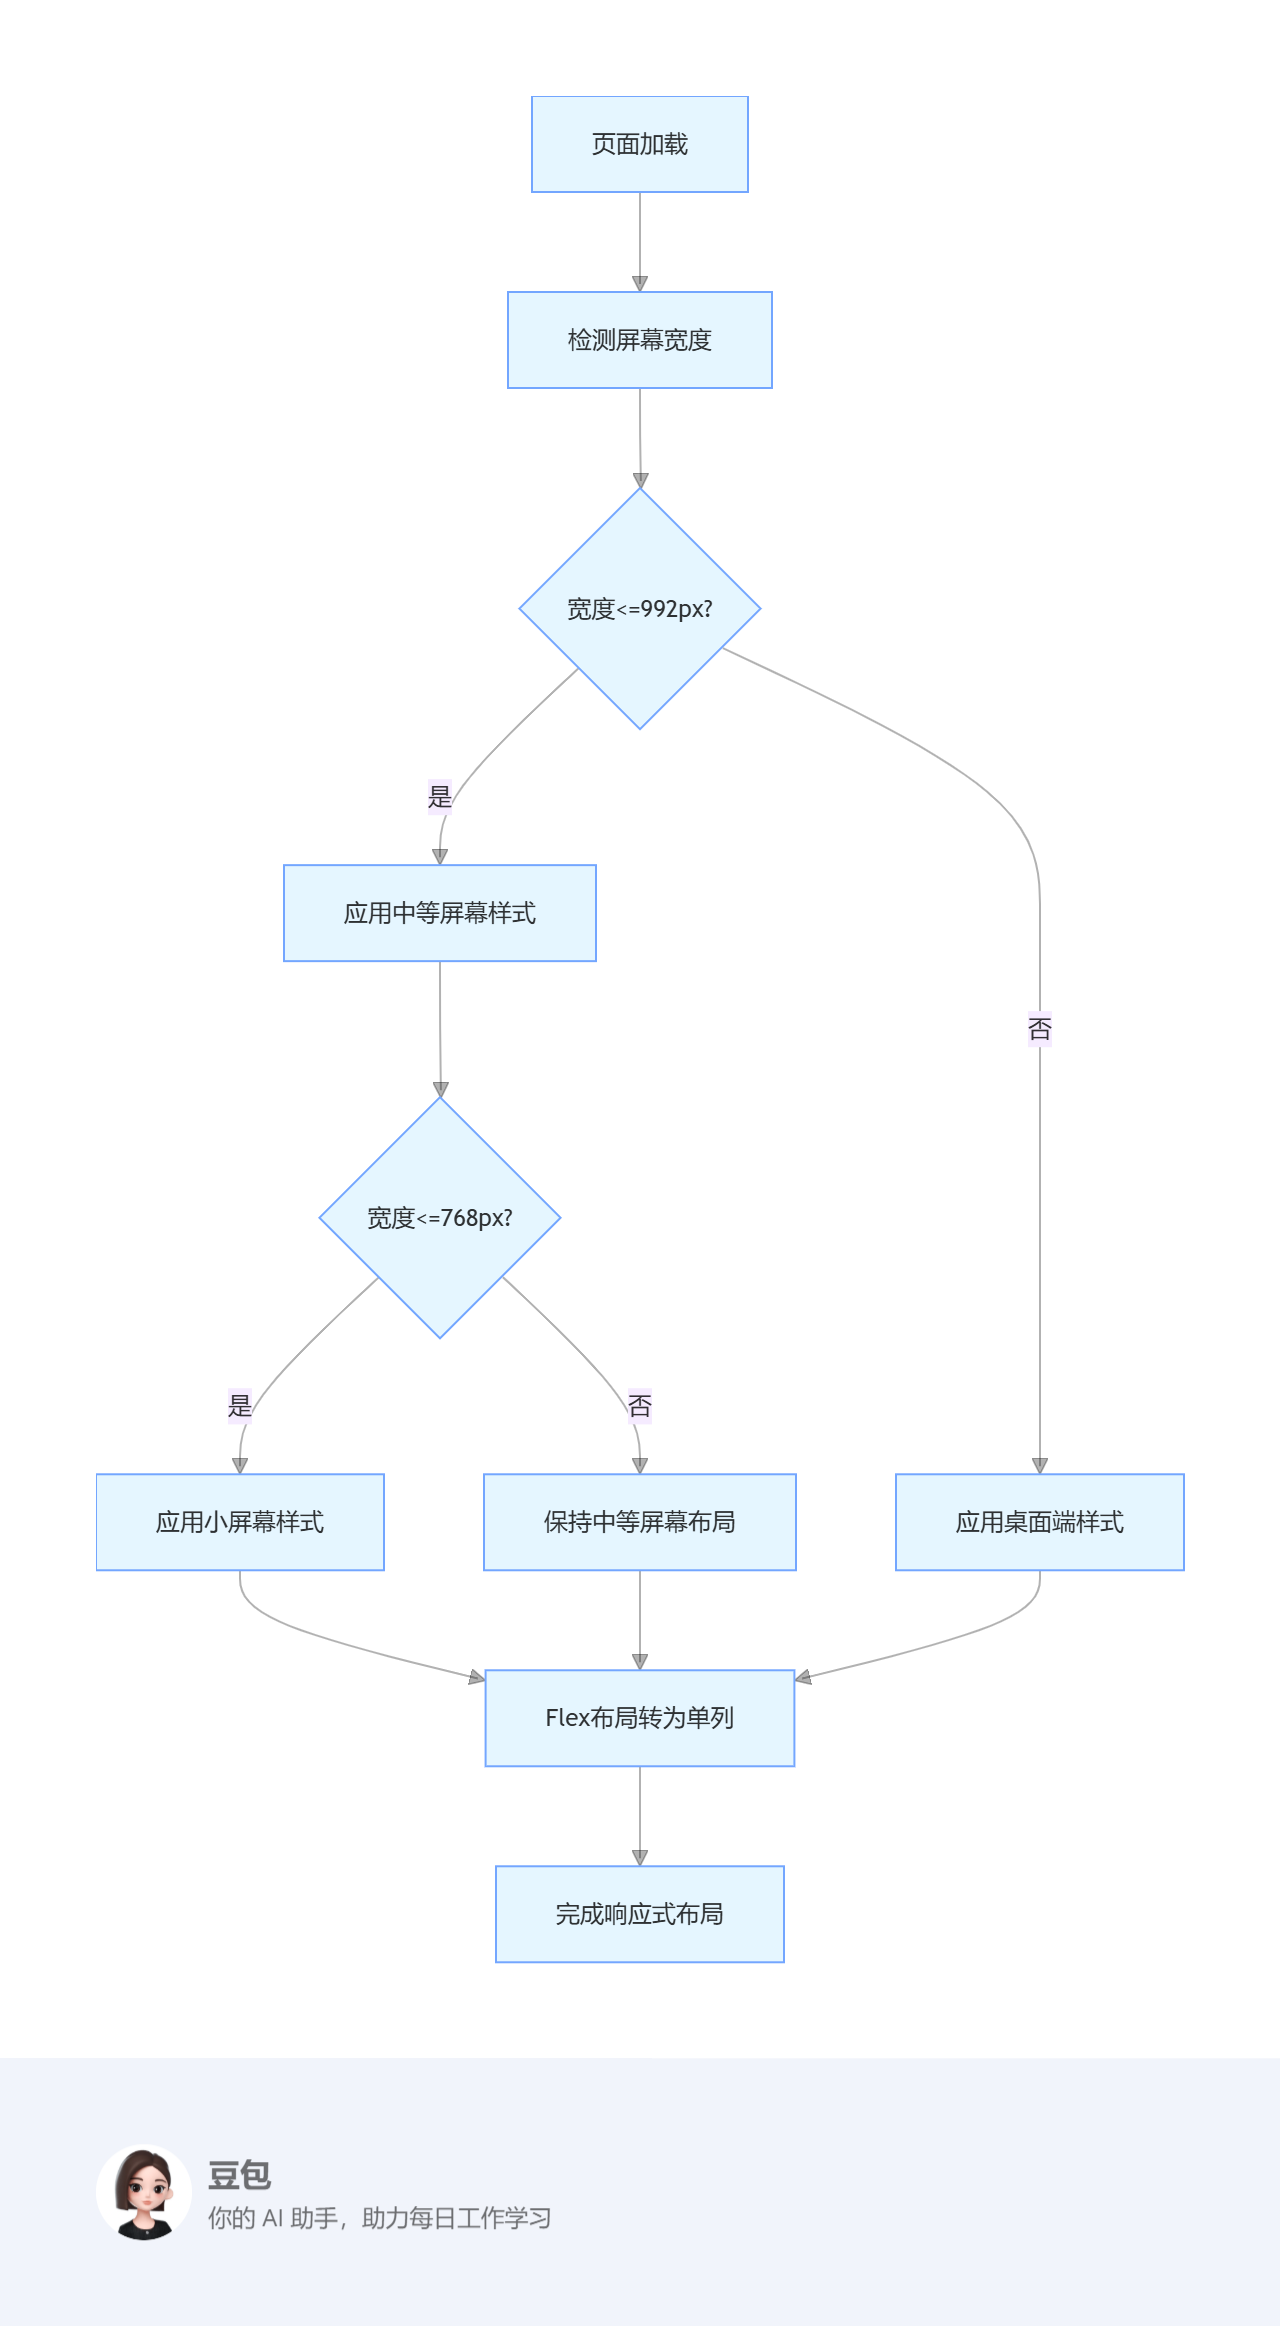 页面加载
检测屏幕宽度
宽度<=992px?
是
应用中等屏幕样式
否
宽度<=768px?
是
否
应用小屏幕样式
保持中等屏幕布局
应用桌面端样式
Flex布局转为单列
完成响应式布局
豆包
你的 AI 助手，助力每日工作学习